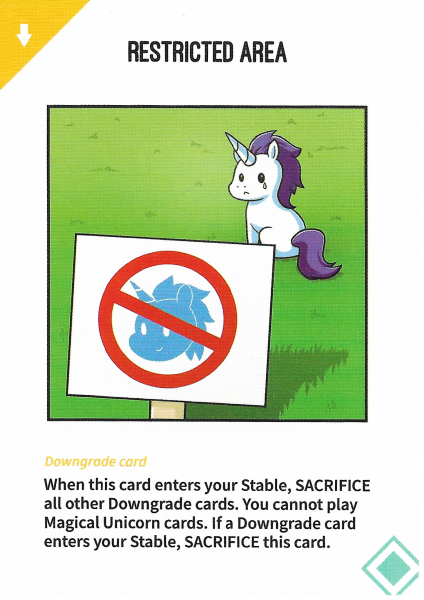 RESTRICTED AREA
Downgrade card
When this card enters your Stable, SACRIFICE
all other Downgrade cards. You cannot play
Magical Unicorn cards. If a Downgrade card
enters your Stable, SACRIFICE this card.